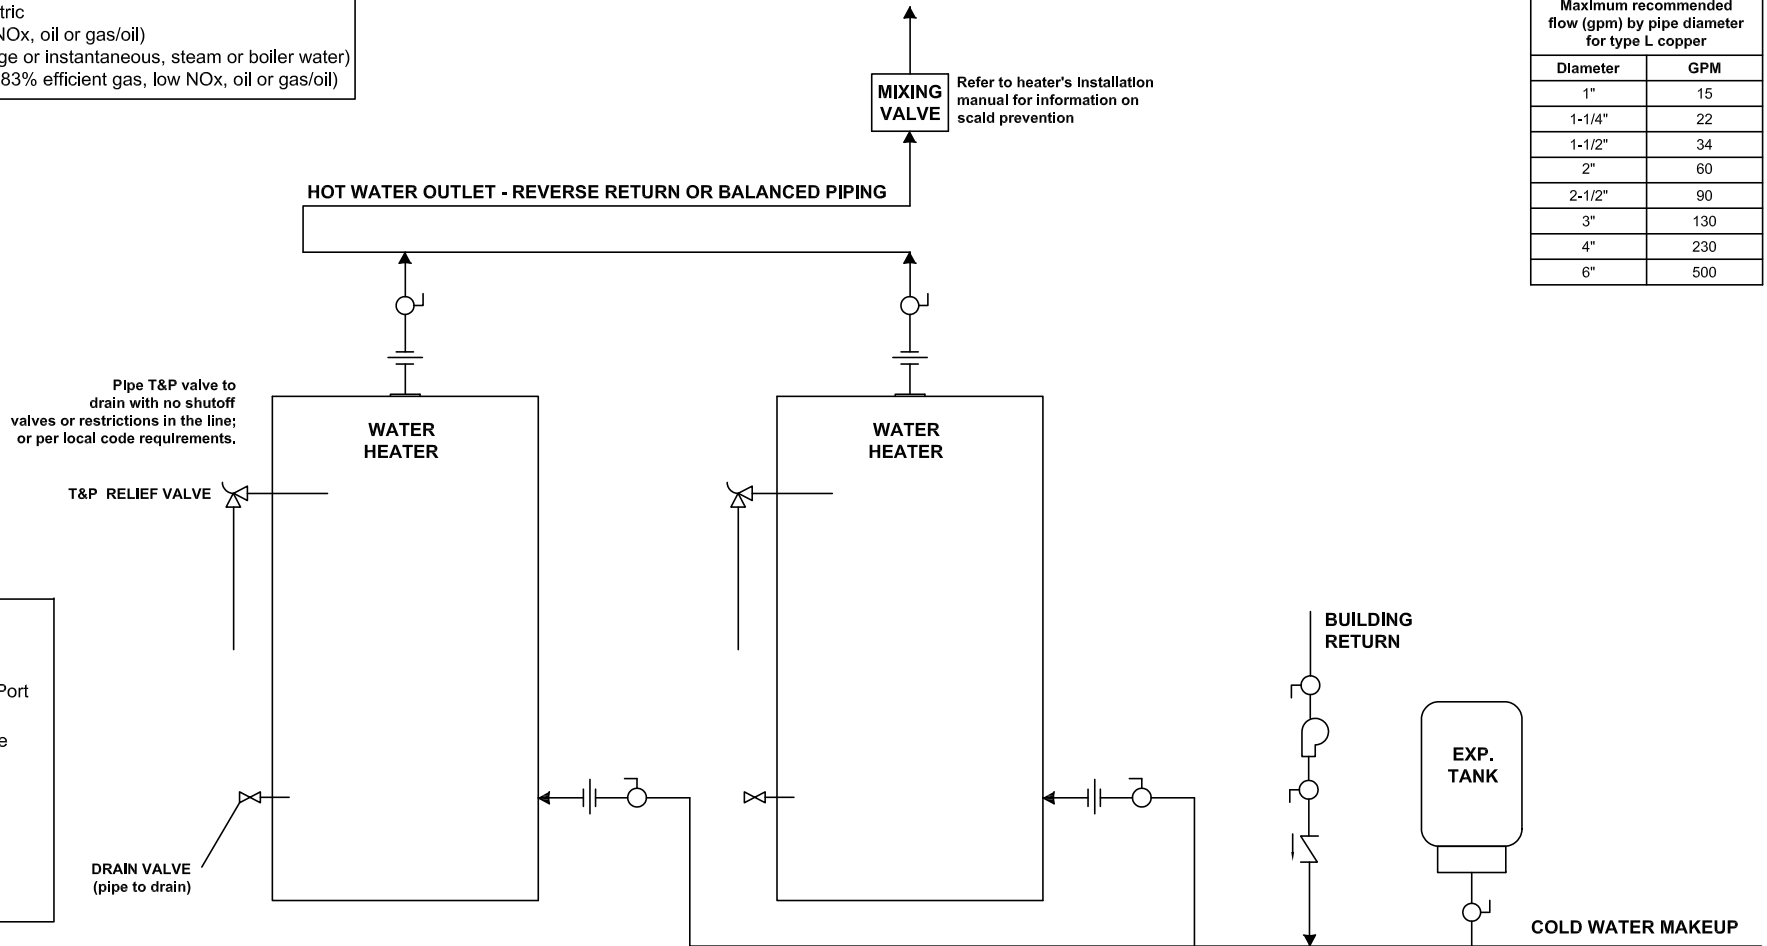 tric
NOx, oil or gas/oil)
ge or instantaneous, steam or boiler water)
83% efficient gas, low NOx, oil or gas/oil)
Maximum recommended
flow (gpm) by pipe diameter
for type L copper
Diameter GPM
1" 15
1-1/4" 22
1-1/2" 34
2" 60
2-1/2" 90
3" 130
4" 230
6" 500
MIXING
VALVE
Refer to heater's installation
manual for information on
scald prevention
HOT WATER OUTLET - REVERSE RETURN OR BALANCED PIPING
Pipe T&P valve to
drain with no shutoff
valves or restrictions in the line;
or per local code requirements.
WATER
HEATER
WATER
HEATER
T&P RELIEF VALVE
Port
e
BUILDING
RETURN
EXP.
TANK
DRAIN VALVE
(pipe to drain)
COLD WATER MAKEUP